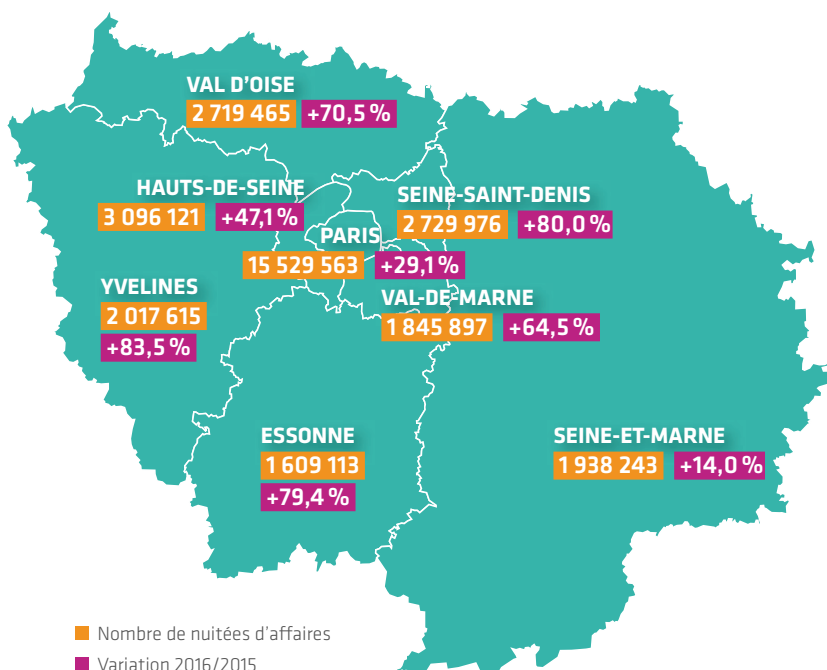 VAL D'OISE
2 719 465 +70,5 %
HAUTS-DE-SEINE
3 096 121 +47,1 %
SEINE-SAINT-DENIS
2 729 976 +80,0 %
PARIS
15 529 563 +29,1 %
YVELINES
2 017 615
+83,5 %
VAL-DE-MARNE
1 845 897 +64,5 %
ESSONNE
1 609 113
+79,4 %
SEINE-ET-MARNE
1 938 243 +14,0 %
Nombre de nuitées d'affaires
Variation 2016/2015